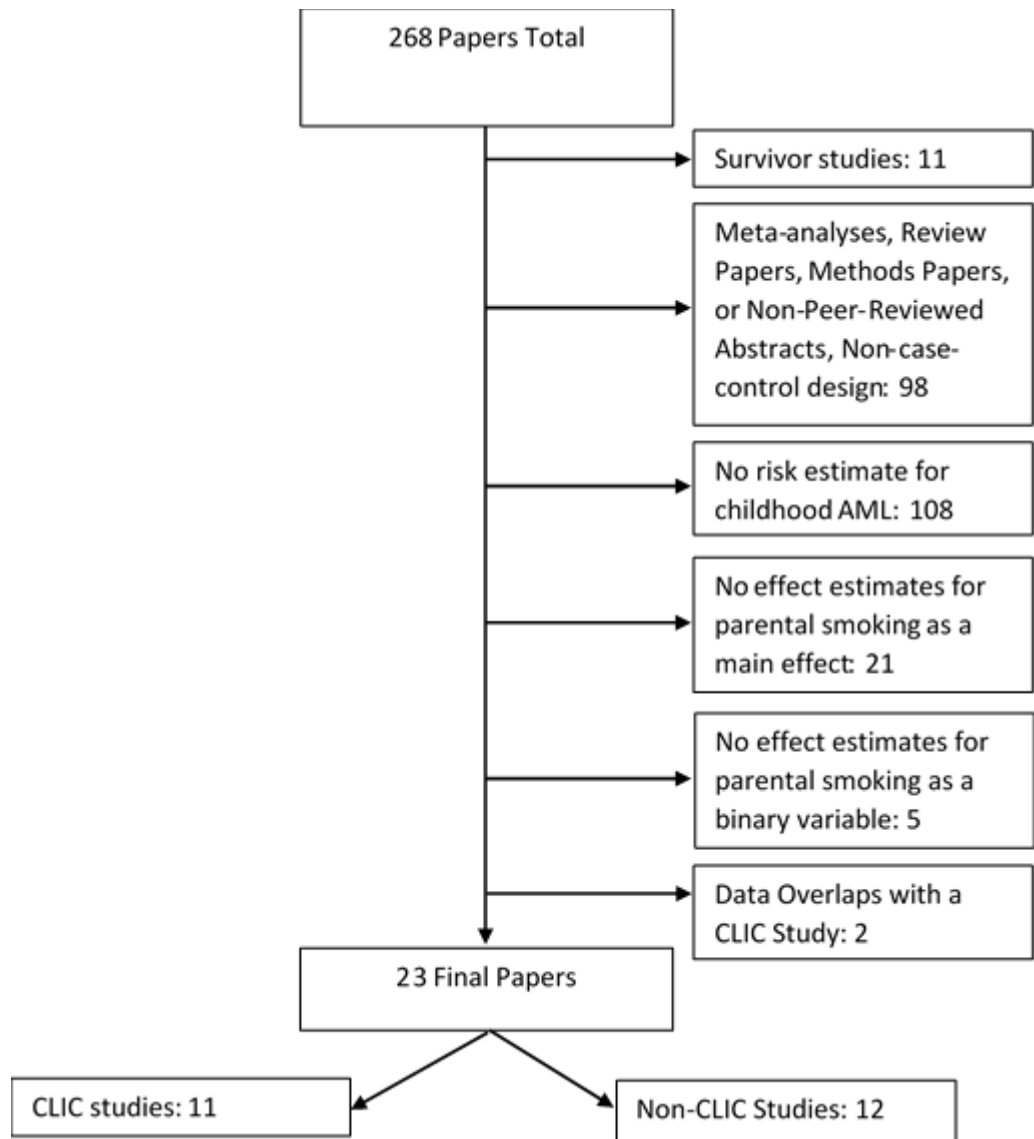 268 Papers Total
Survivor studies: 11
Meta-analyses, Review
Papers, Methods Papers,
or Non-Peer-Reviewed
Abstracts, Non-case-
control design: 98
No risk estimate for
childhood AML: 108
No effect estimates for
parental smoking as a
main effect: 21
No effect estimates for
parental smoking as a
binary variable: 5
Data Overlaps with a
CLIC Study: 2
23 Final Papers
CLIC studies: 11
Non-CLIC Studies: 12